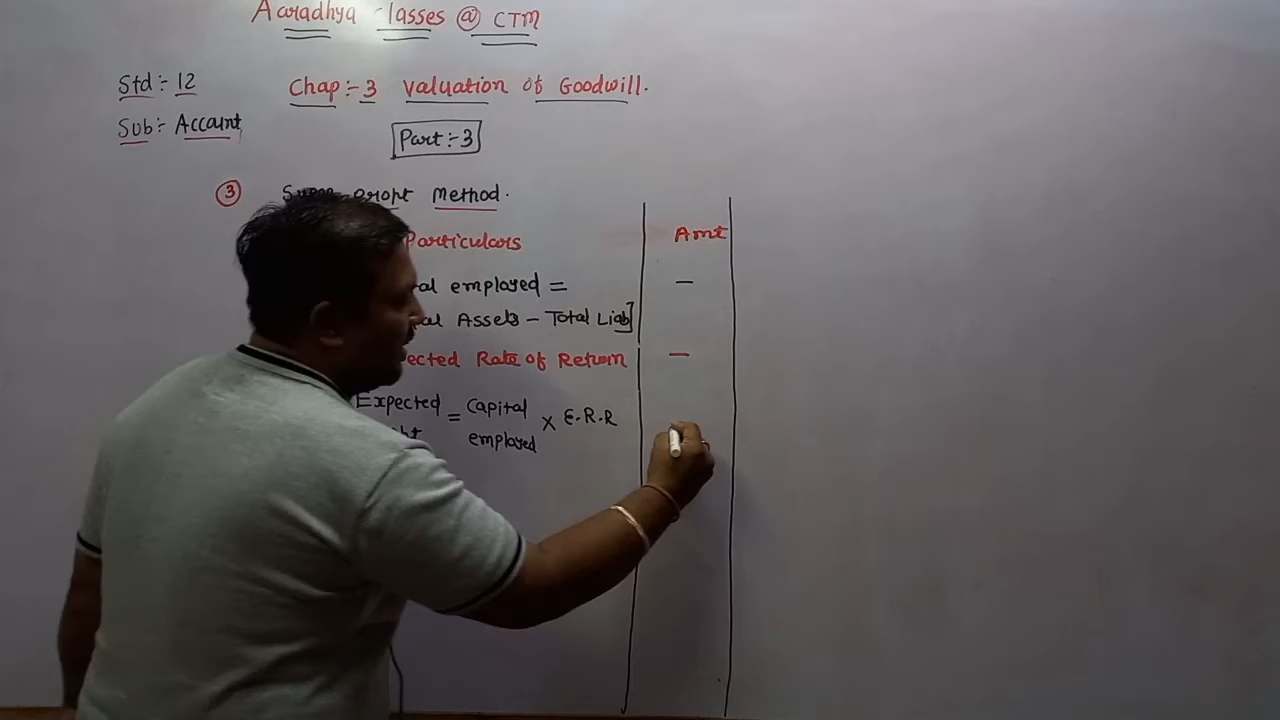 Aaradhya Classes @ CTM
Std :- 12
Chap :- 3 Valuation of Goodwill.
Sub :- Account
Part :- 3
③ Method.
Particulars
Amt
employed = —
Assets - Total Liab]
Rate of Return —
Expected = Capital employed × E.R.R